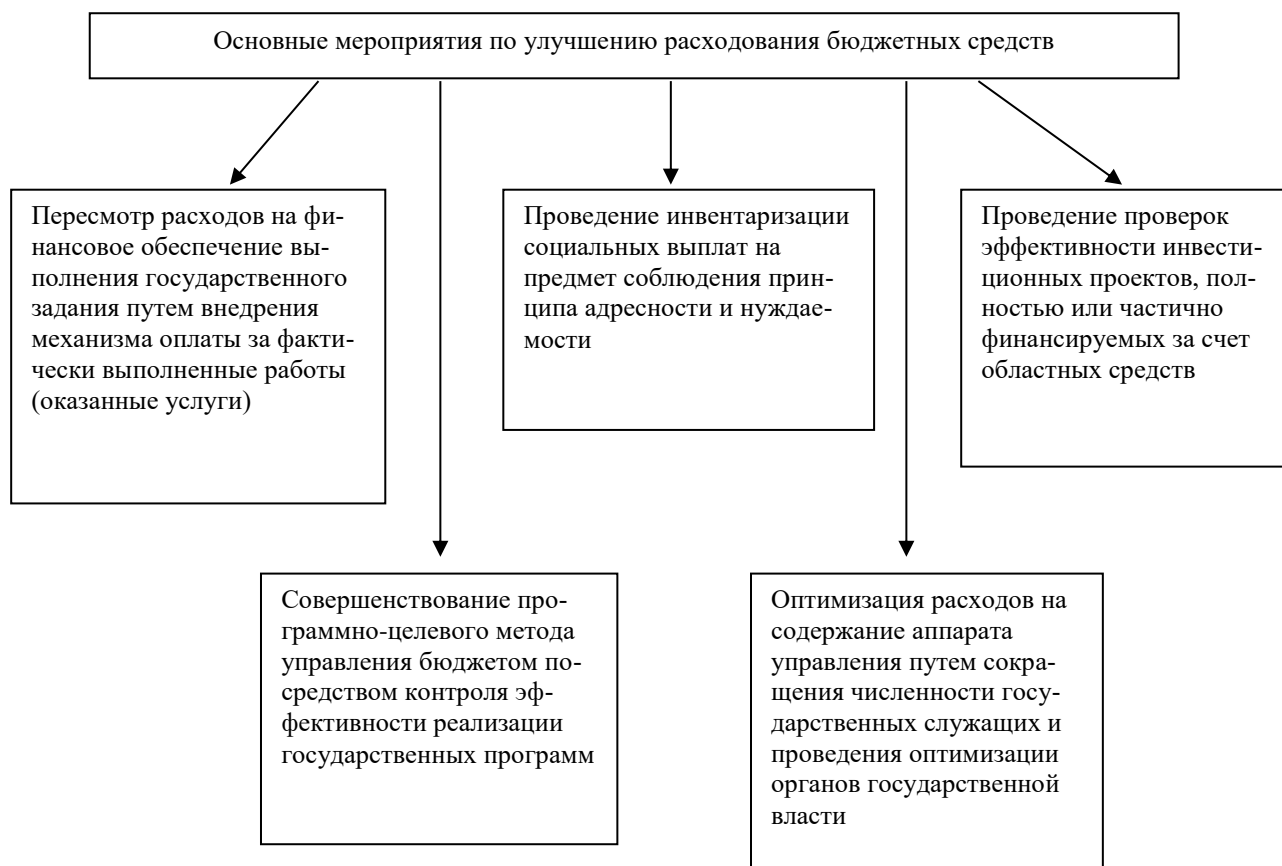 Основные мероприятия по улучшению расходования бюджетных средств
Пересмотр расходов на фи-
нансовое обеспечение вы-
полнения государственного
задания путем внедрения
механизма оплаты за факти-
чески выполненные работы
(оказанные услуги)
Проведение инвентаризации
социальных выплат на
предмет соблюдения прин-
ципа адресности и нуждае-
мости
Проведение проверок
эффективности инвести-
ционных проектов, пол-
ностью или частично
финансируемых за счет
областных средств
Совершенствование про-
граммно-целевого метода
управления бюджетом по-
средством контроля эф-
фективности реализации
государственных программ
Оптимизация расходов на
содержание аппарата
управления путем сокра-
щения численности госу-
дарственных служащих и
проведения оптимизации
органов государственной
власти